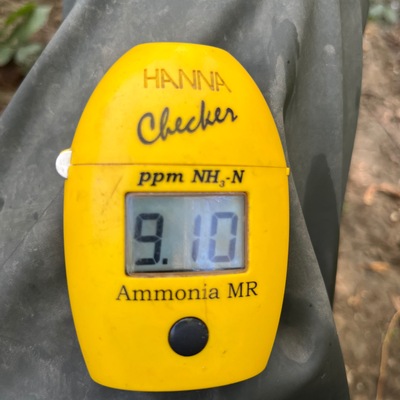 HANNA
Checker
ppm NH₃-N
9.10
Ammonia MR